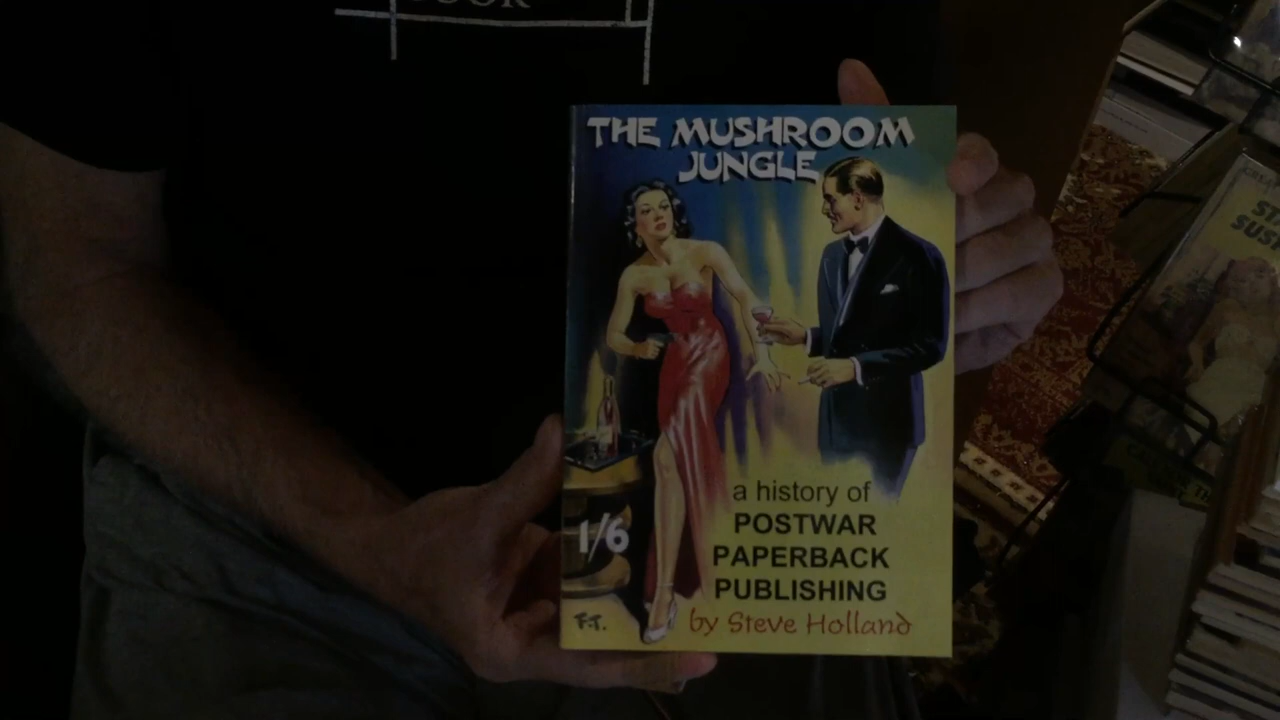 THE MUSHROOM
JUNGLE
a history of
POSTWAR
PAPERBACK
PUBLISHING
by Steve Holland
1/6
F.T.